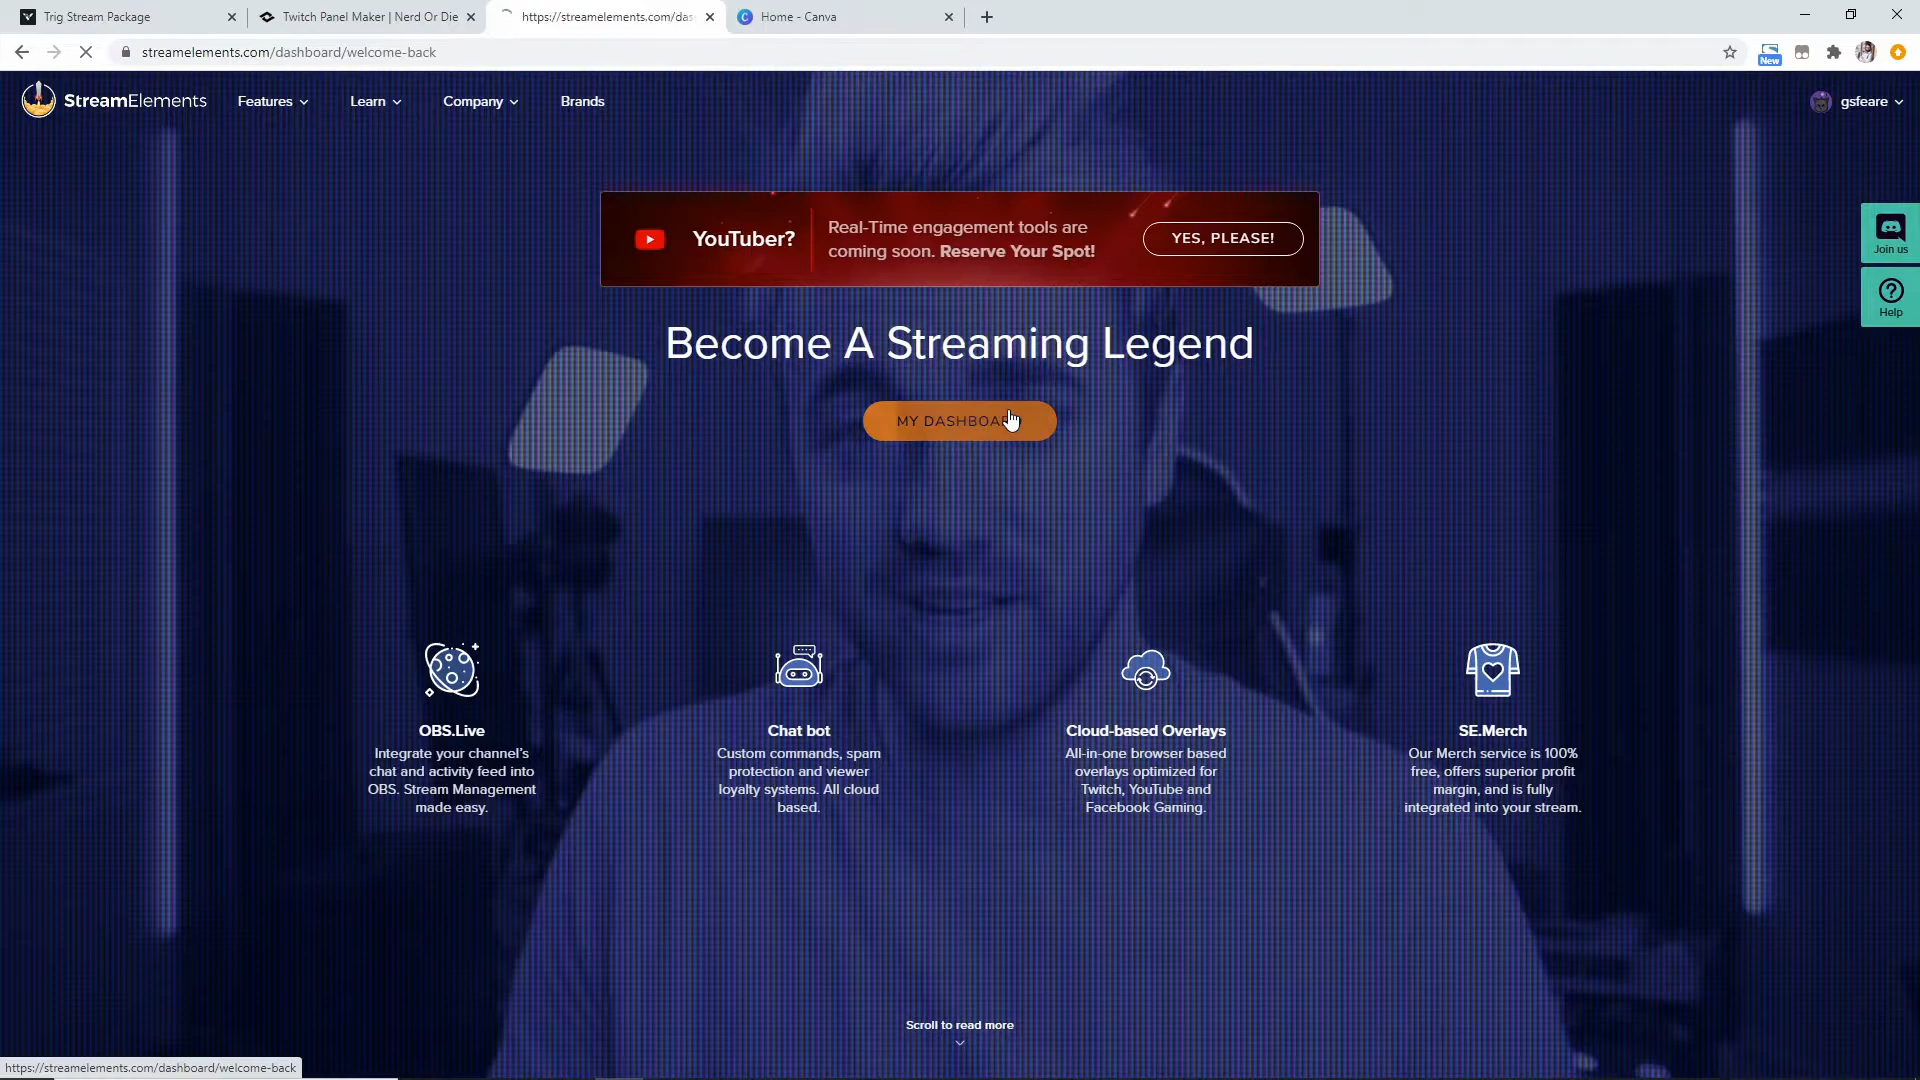 Trig Stream Package
Twitch Panel Maker | Nerd Or Die
https://streamelements.com/das
Home - Canva
streamelements.com/dashboard/welcome-back
New
StreamElements
Features
Learn
Company
Brands
gsfeare
YouTuber?
Real-Time engagement tools are
coming soon. Reserve Your Spot!
YES, PLEASE!
Join us
Help
Become A Streaming Legend
MY DASHBOARD
OBS.Live
Integrate your channel's
chat and activity feed into
OBS. Stream Management
made easy.
Chat bot
Custom commands, spam
protection and viewer
loyalty systems. All cloud
based.
Cloud-based Overlays
All-in-one browser based
overlays optimized for
Twitch, YouTube and
Facebook Gaming.
SE.Merch
Our Merch service is 100%
free, offers superior profit
margin, and is fully
integrated into your stream.
Scroll to read more
https://streamelements.com/dashboard/welcome-back